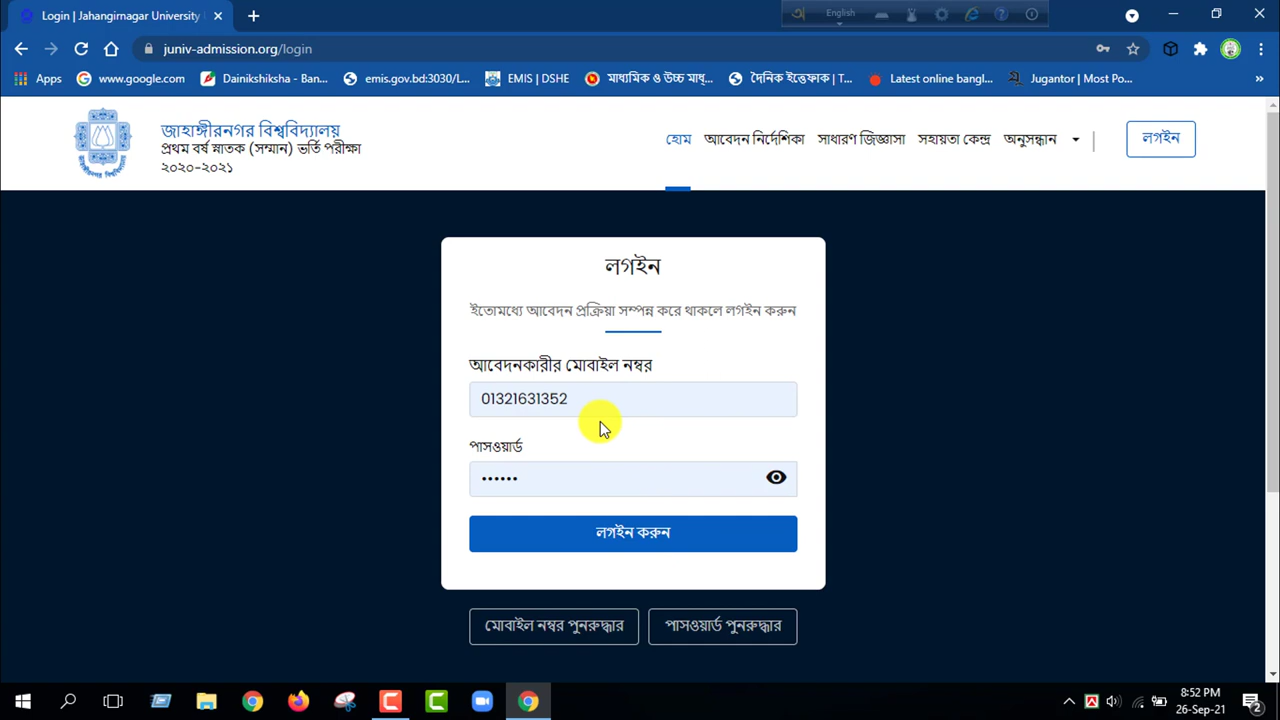 Login | Jahangirnagar University
English
juniv-admission.org/login
Apps
www.google.com
Dainikshiksha - Ban...
emis.gov.bd:3030/L...
EMIS | DSHE
মাধ্যমিক ও উচ্চ মাধ্...
দৈনিক ইত্তেফাক | T...
Latest online bangl...
Jugantor | Most Po...
»
জাহাঙ্গীরনগর বিশ্ববিদ্যালয়
প্রথম বর্ষ স্নাতক (সম্মান) ভর্তি পরীক্ষা
২০২০-২০২১
হোম আবেদন নির্দেশিকা সাধারণ জিজ্ঞাসা সহায়তা কেন্দ্র অনুসন্ধান | লগইন
লগইন
ইতোমধ্যে আবেদন প্রক্রিয়া সম্পন্ন করে থাকলে লগইন করুন
আবেদনকারীর মোবাইল নম্বর
01321631352
পাসওয়ার্ড
••••••
লগইন করুন
মোবাইল নম্বর পুনরুদ্ধার
পাসওয়ার্ড পুনরুদ্ধার
8:52 PM
26-Sep-21
2